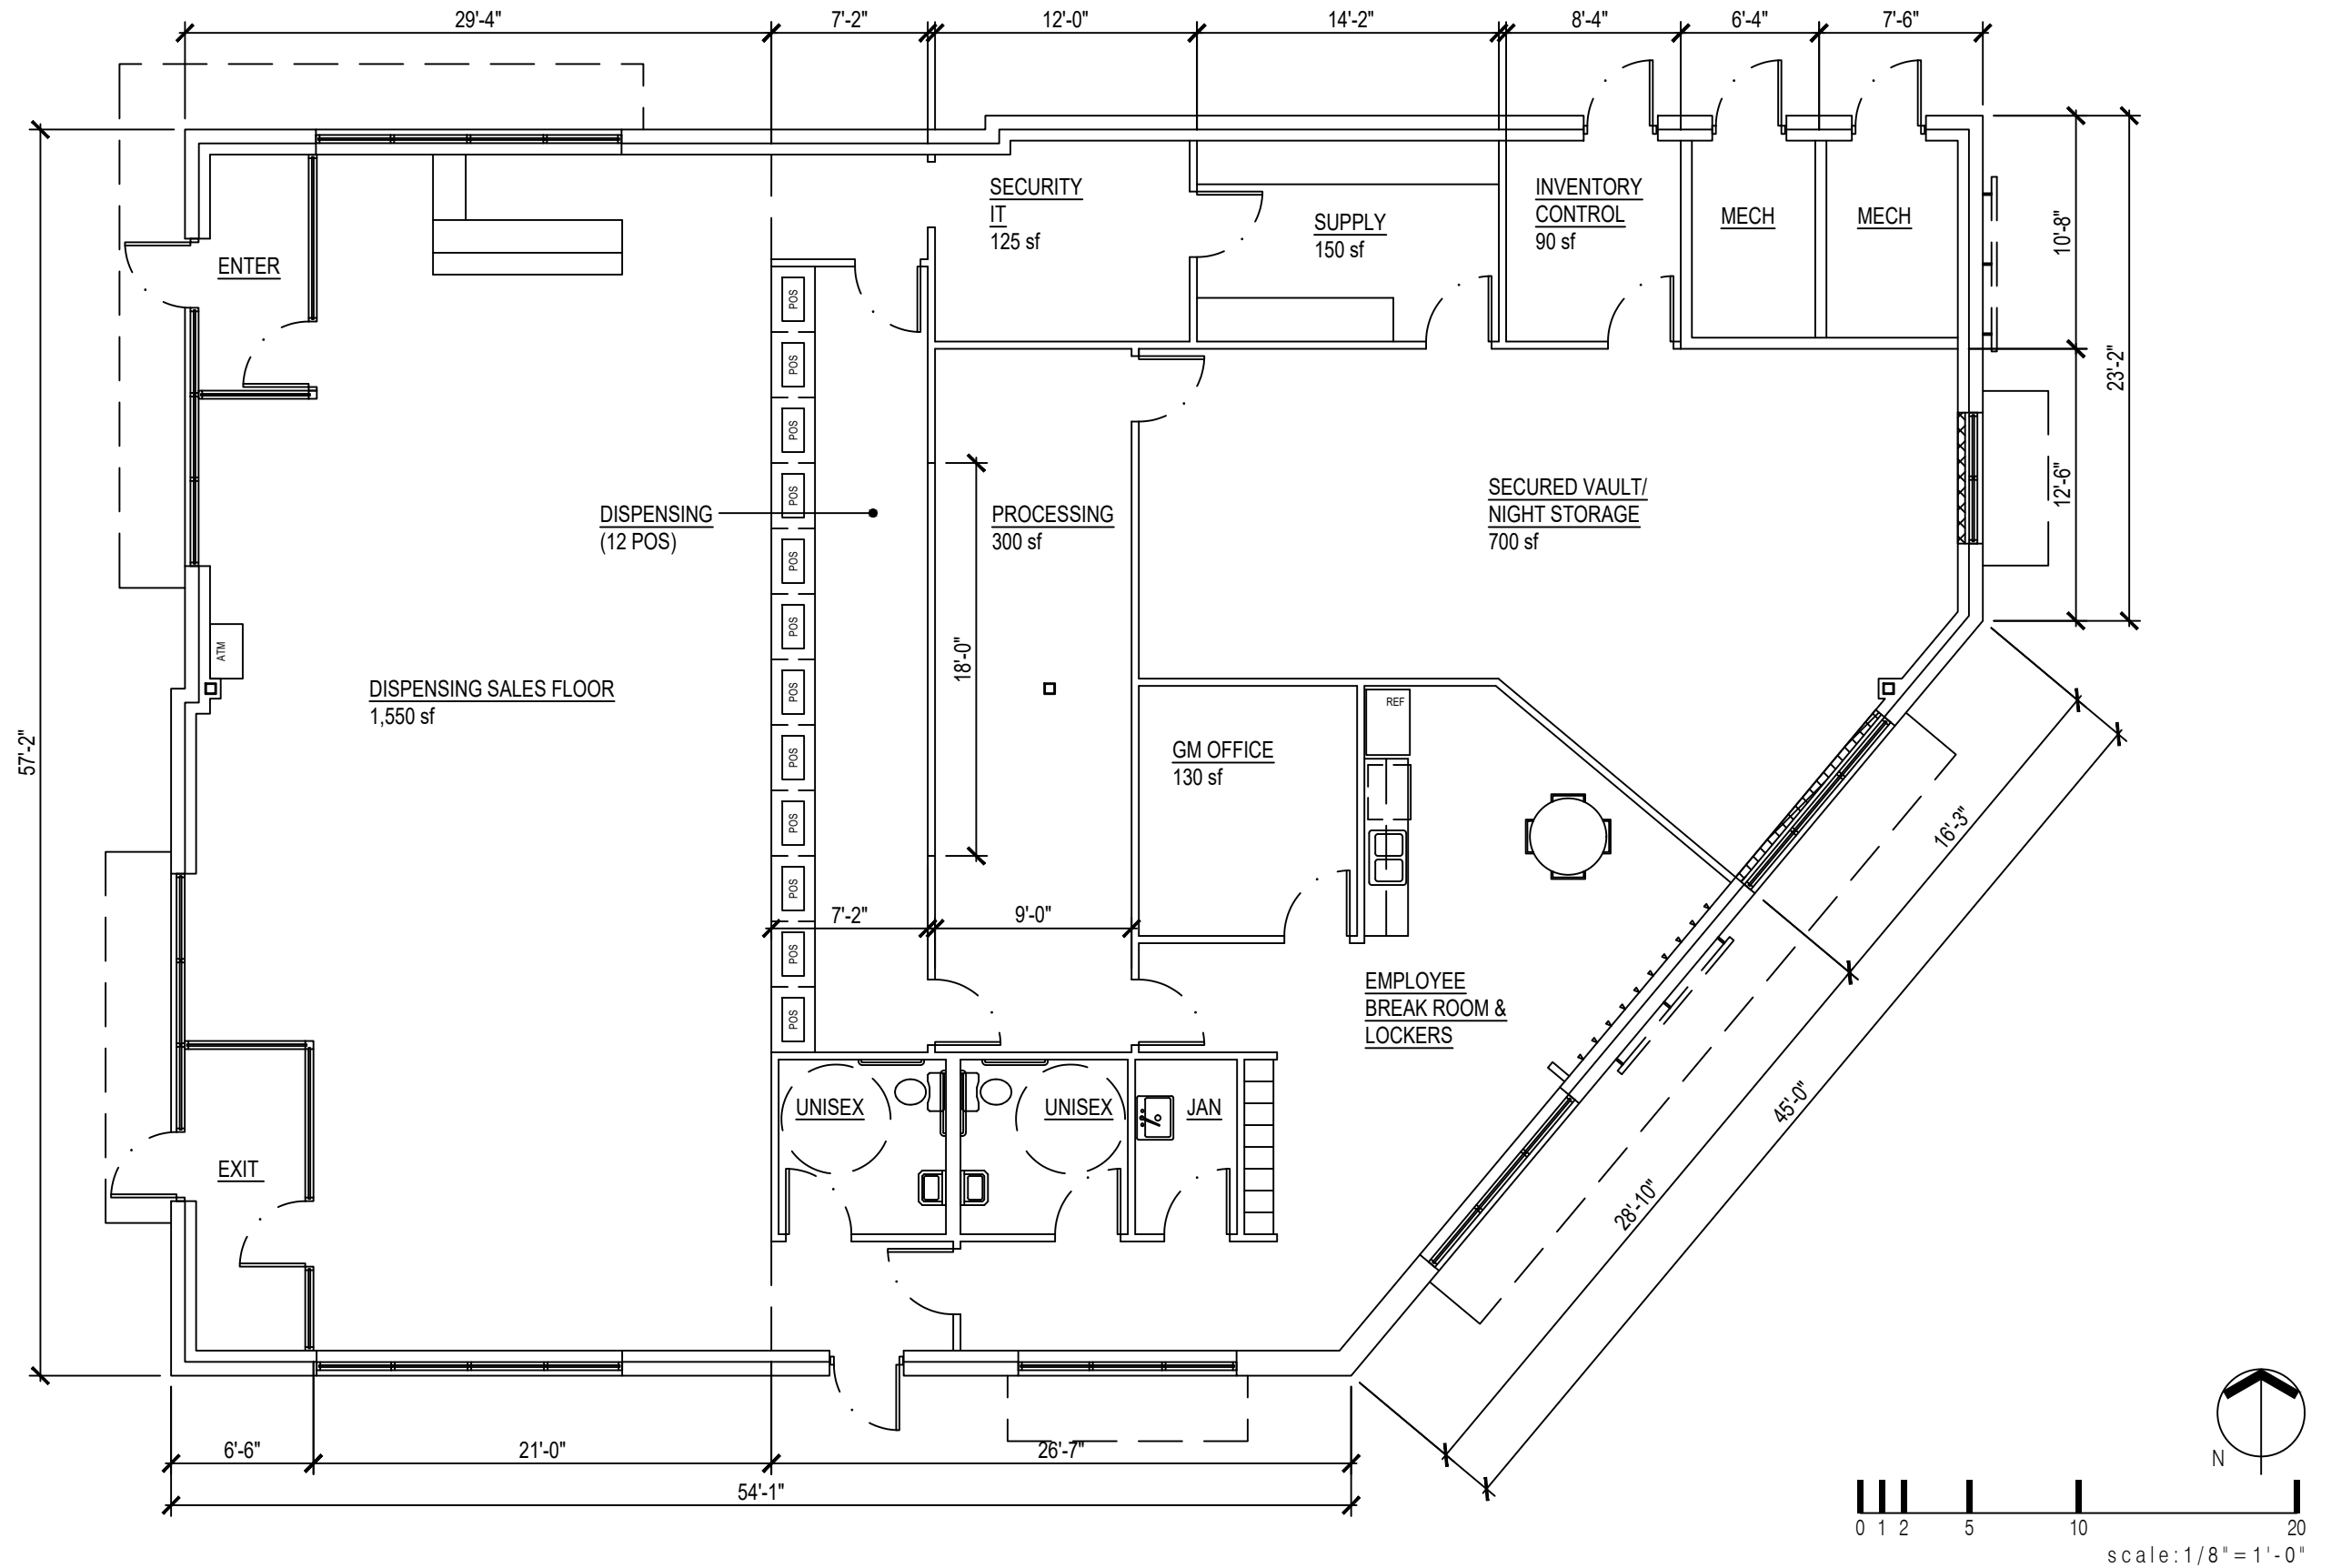 29'-4"
7'-2"
12'-0"
14'-2"
8'-4"
6'-4"
7'-6"
SECURITY
IT
125 sf
SUPPLY
150 sf
INVENTORY
CONTROL
90 sf
MECH
MECH
10'-8"
23'-2"
12'-6"
ENTER
POS
POS
POS
POS
POS
POS
POS
POS
POS
POS
POS
POS
DISPENSING
(12 POS)
PROCESSING
300 sf
SECURED VAULT/
NIGHT STORAGE
700 sf
ATM
18'-0"
DISPENSING SALES FLOOR
1,550 sf
57'-2"
GM OFFICE
130 sf
REF
16'-3"
7'-2"
9'-0"
EMPLOYEE
BREAK ROOM &
LOCKERS
45'-0"
28'-10"
UNISEX
UNISEX
JAN
EXIT
6'-6"
21'-0"
26'-7"
54'-1"
N
0 1 2 5 10 20
scale:1/8"=1'-0"